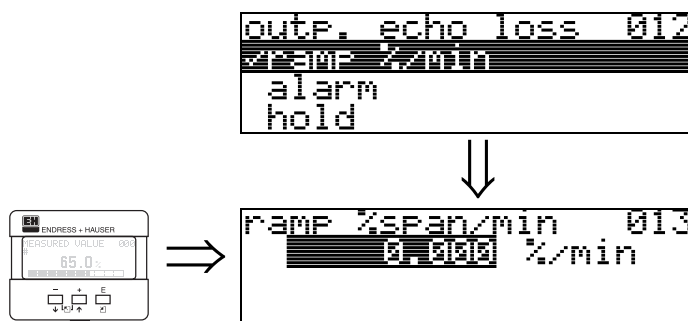 outp. echo loss 012
✓ramp %/min
alarm
hold
EH
ENDRESS + HAUSER
MEASURED VALUE 000
#
65.0 %
- + E
ramp %span/min 013
0.000 %/min